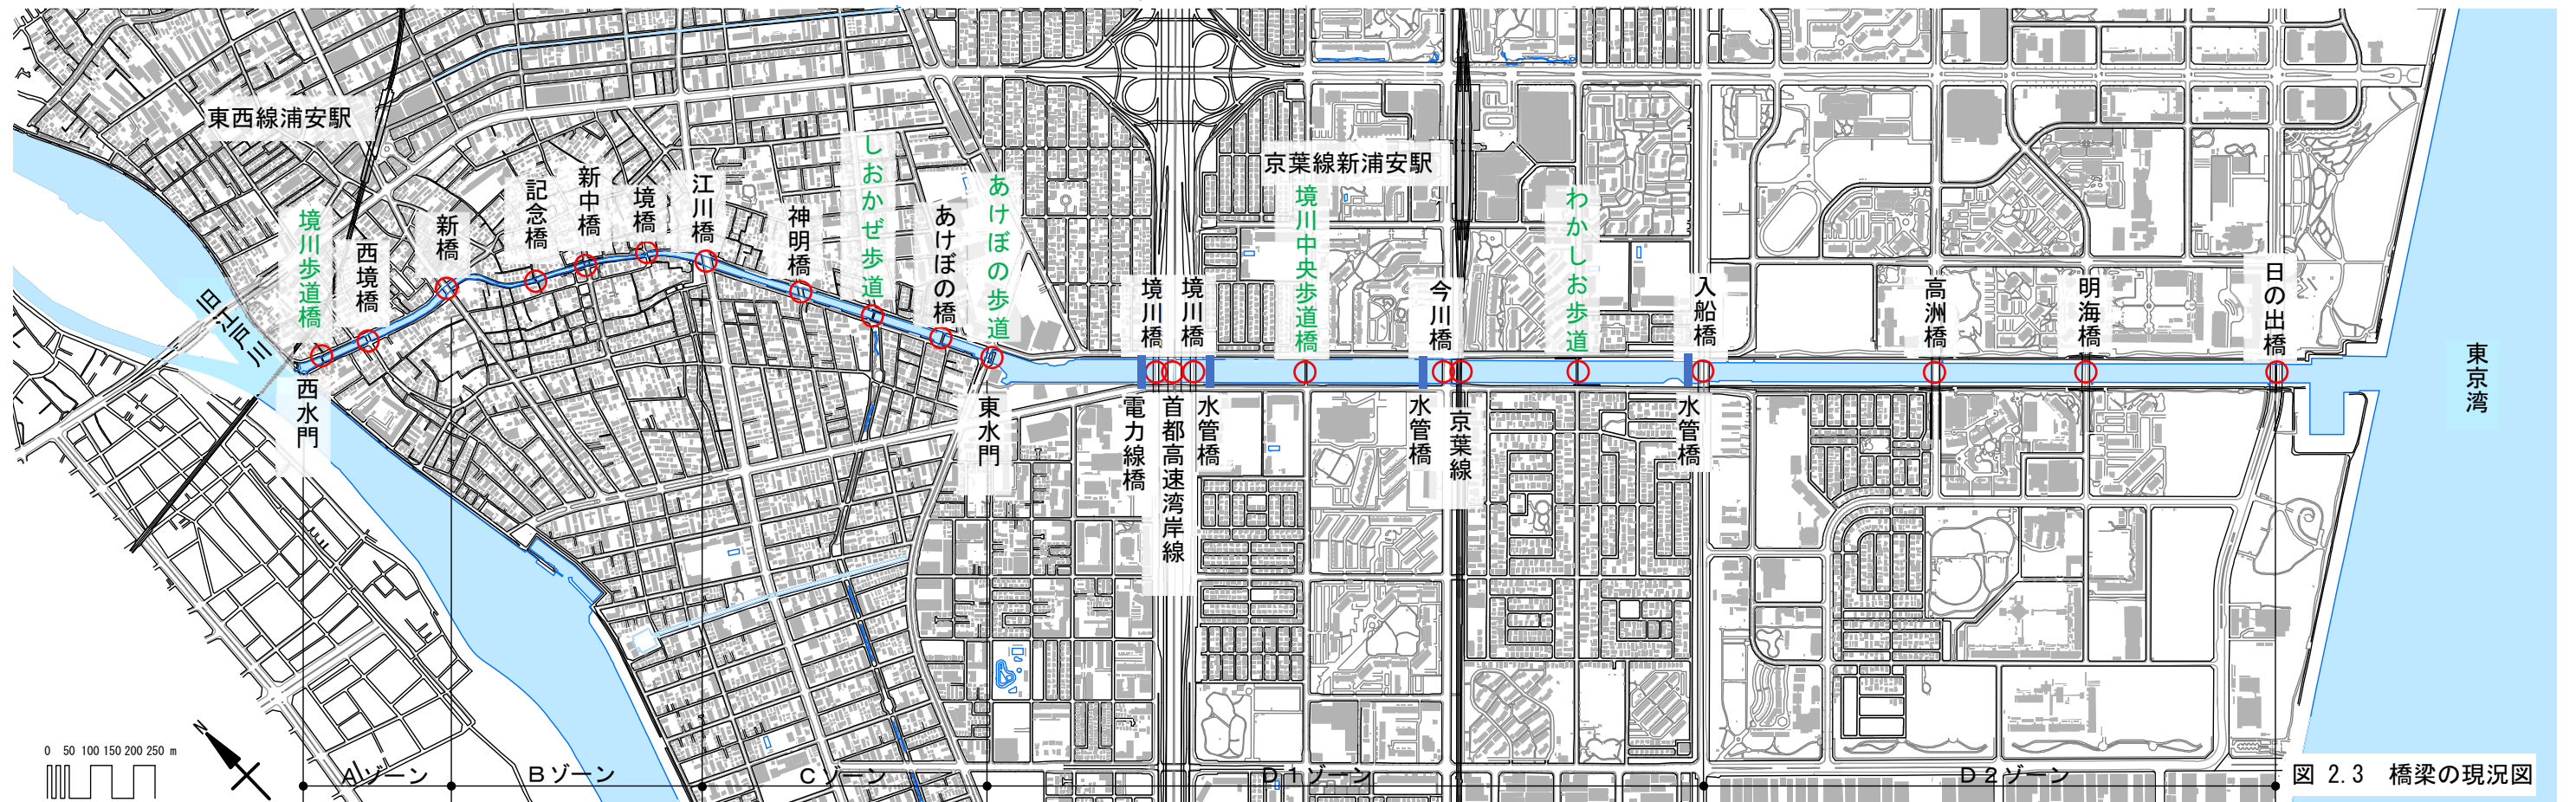 東西線浦安駅
旧江戸川
境川歩道橋
西境橋
新橋
記念橋
新中橋
境橋
江川橋
神明橋
しおかぜ歩道
あけぼの橋
あけぼの歩道
境川橋
境川橋
京葉線新浦安駅
境川中央歩道橋
今川橋
わかしお歩道
入船橋
高洲橋
明海橋
日の出橋
東京湾
西水門
東水門
電力線橋
首都高速湾岸線
水管橋
水管橋
京葉線
水管橋
N
0 50 100 150 200 250 m
Aゾーン
Bゾーン
Cゾーン
D1ゾーン
D2ゾーン
図 2.3 橋梁の現況図